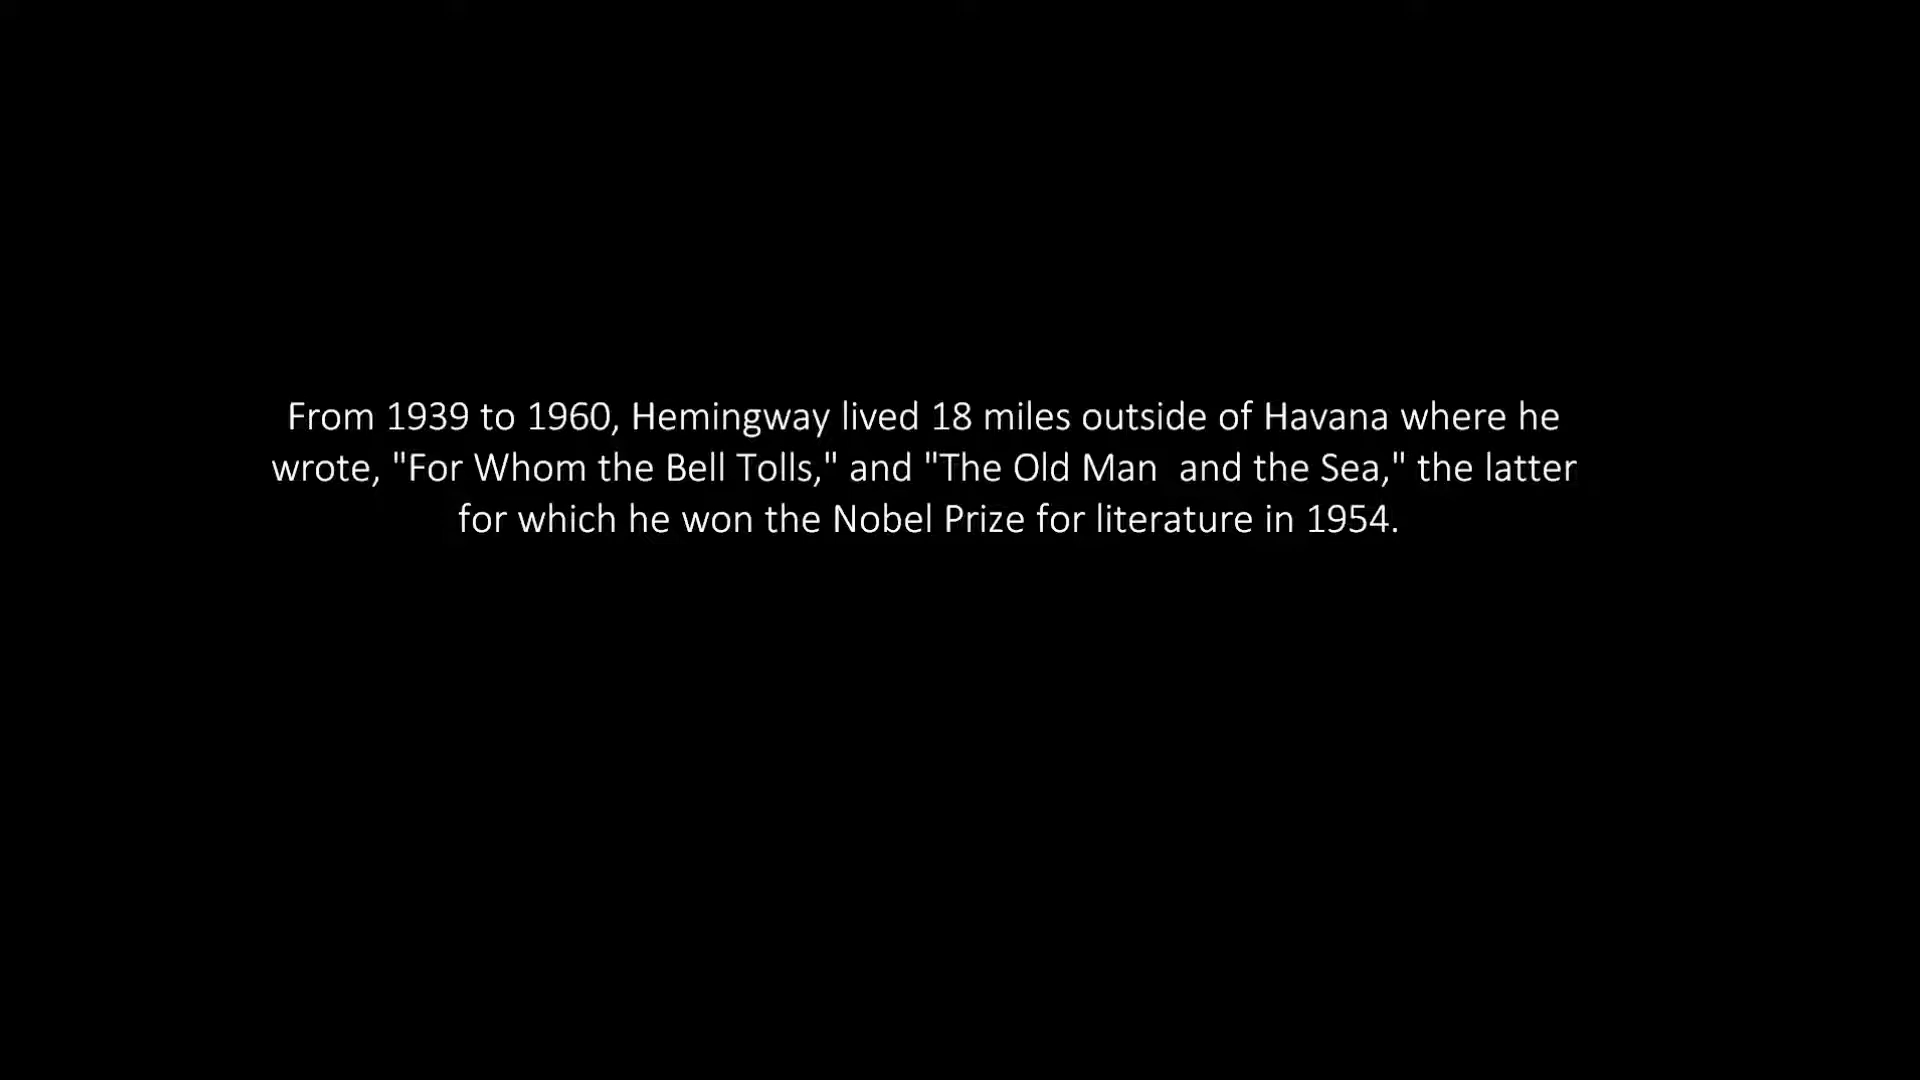 From 1939 to 1960, Hemingway lived 18 miles outside of Havana where he
wrote, "For Whom the Bell Tolls," and "The Old Man  and the Sea," the latter
for which he won the Nobel Prize for literature in 1954.